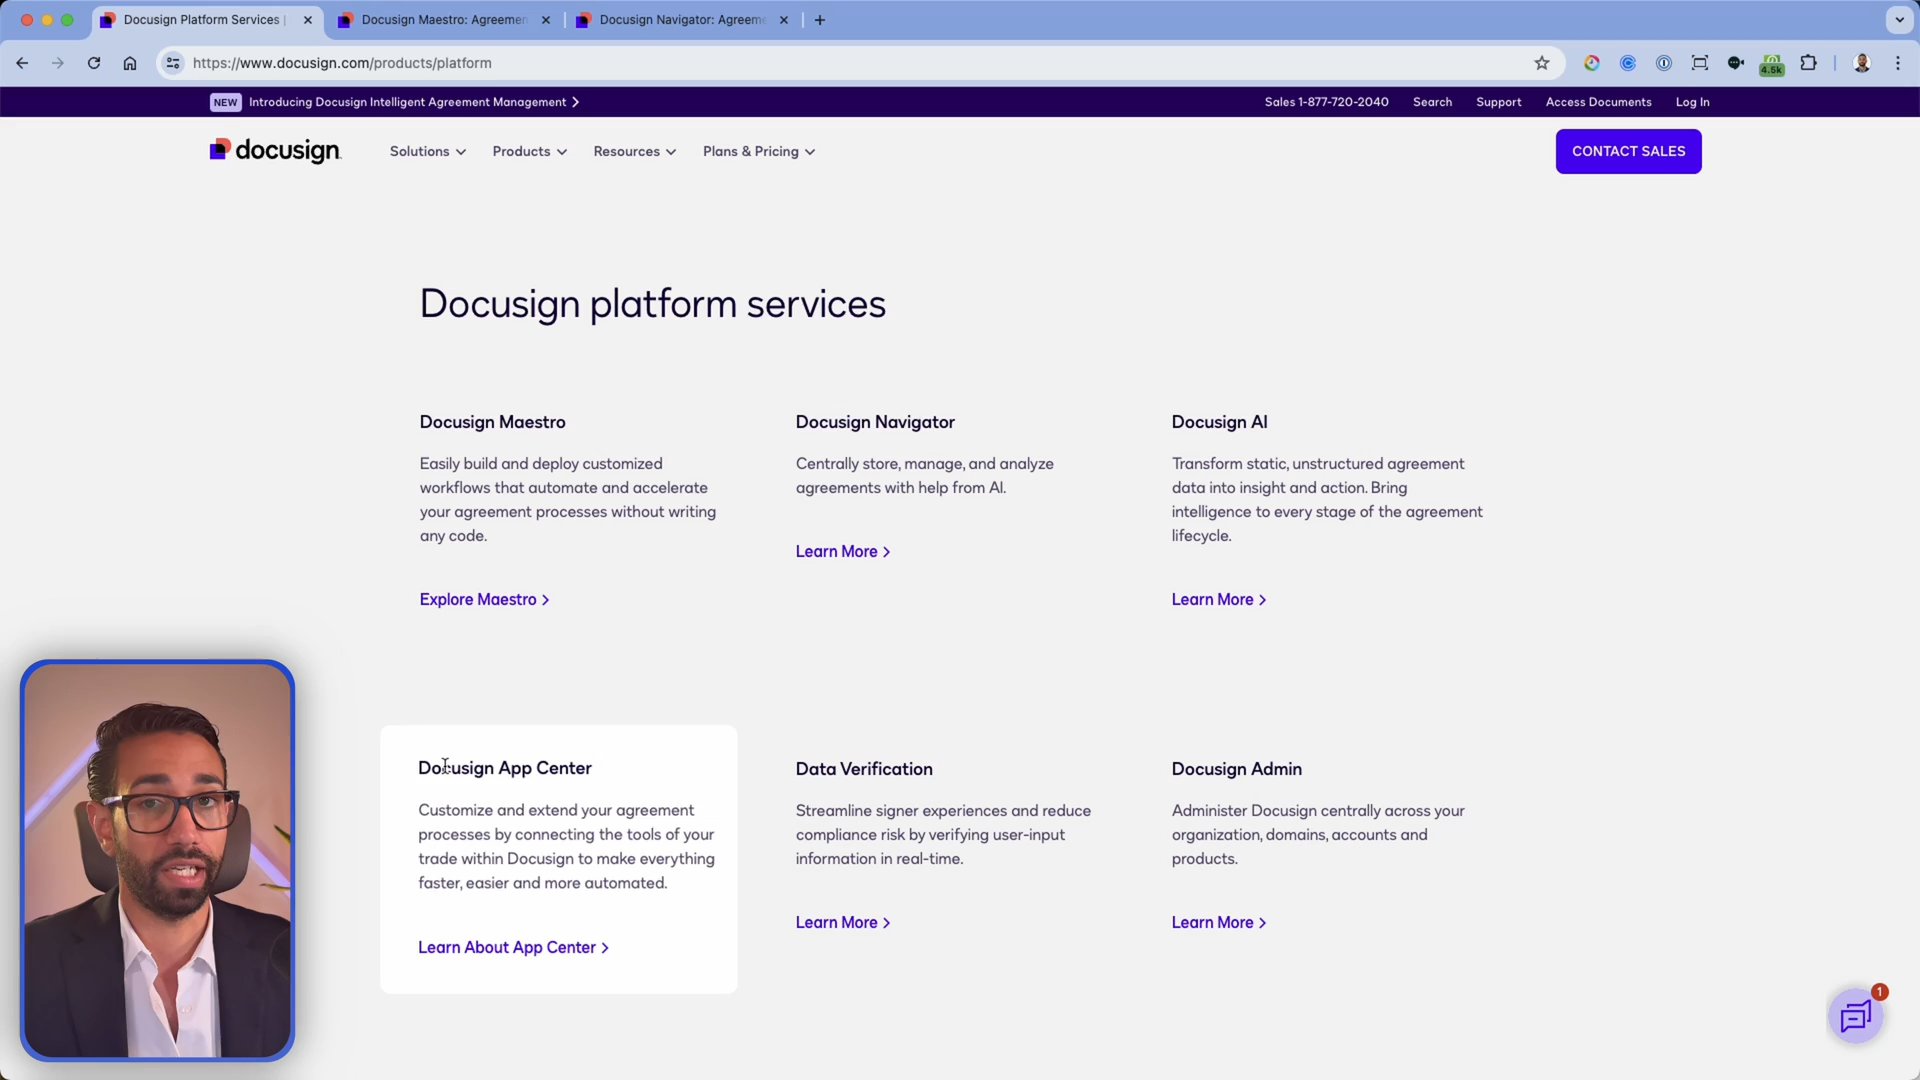 Docusign Platform Services |
Docusign Maestro: Agreemen
Docusign Navigator: Agreeme
https://www.docusign.com/products/platform
4.5k
NEW
Introducing Docusign Intelligent Agreement Management
Sales 1-877-720-2040
Search
Support
Access Documents
Log In
docusign
Solutions
Products
Resources
Plans & Pricing
CONTACT SALES
Docusign platform services
Docusign Maestro
Easily build and deploy customized
workflows that automate and accelerate
your agreement processes without writing
any code.
Explore Maestro
Docusign Navigator
Centrally store, manage, and analyze
agreements with help from AI.
Learn More
Docusign AI
Transform static, unstructured agreement
data into insight and action. Bring
intelligence to every stage of the agreement
lifecycle.
Learn More
Docusign App Center
Customize and extend your agreement
processes by connecting the tools of your
trade within Docusign to make everything
faster, easier and more automated.
Learn About App Center
Data Verification
Streamline signer experiences and reduce
compliance risk by verifying user-input
information in real-time.
Learn More
Docusign Admin
Administer Docusign centrally across your
organization, domains, accounts and
products.
Learn More
1